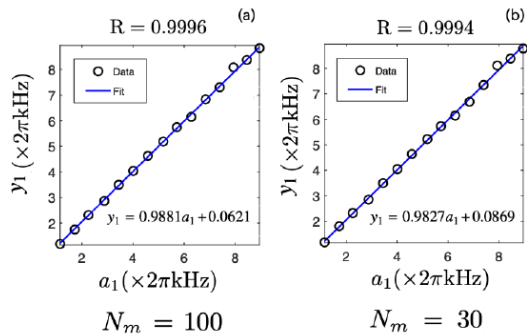 R = 0.9996
(a)
y₁(×2πkHz)
8
7
6
5
4
3
2
Data
Fit
y₁ = 0.9881a₁+0.0621
2
4
6
8
a₁(×2πkHz)
Nₘ = 100
R = 0.9994
(b)
y₁(×2πkHz)
8
7
6
5
4
3
2
Data
Fit
y₁ = 0.9827a₁+0.0869
2
4
6
8
a₁(×2πkHz)
Nₘ = 30